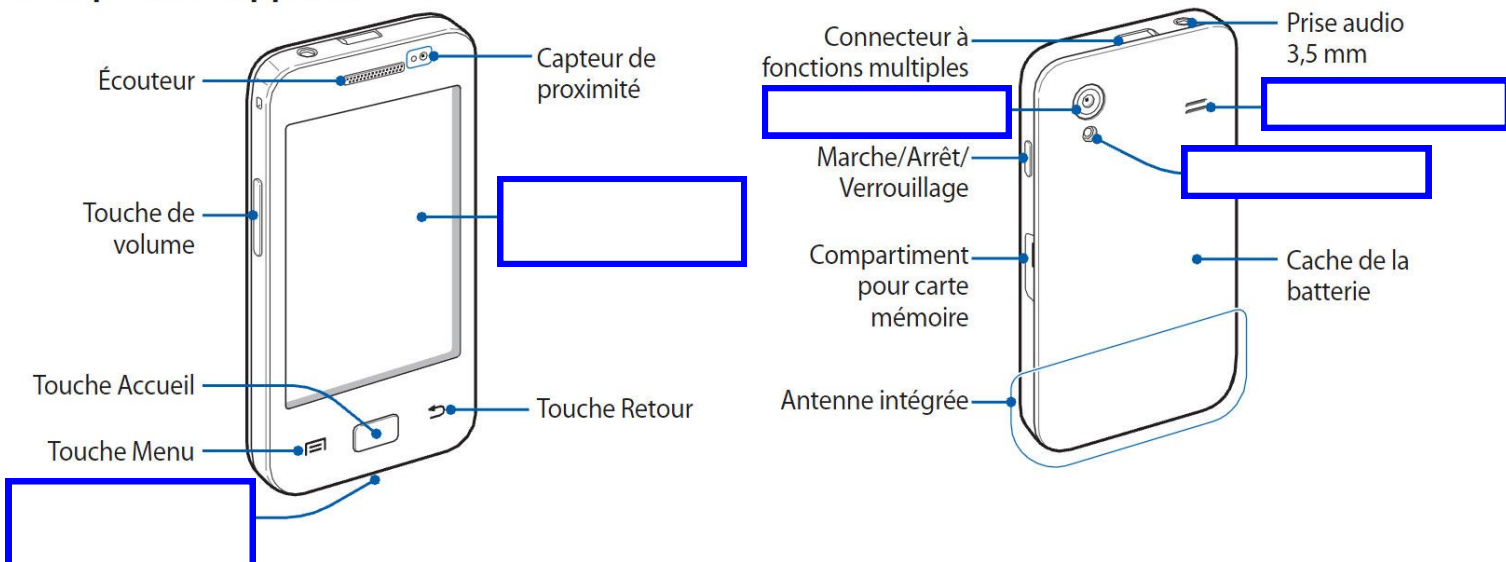 Écouteur
Capteur de
proximité
Touche de
volume
Touche Accueil
Touche Retour
Touche Menu
Connecteur à
fonctions multiples
Prise audio
3,5 mm
Marche/Arrêt/
Verrouillage
Compartiment
pour carte
mémoire
Cache de la
batterie
Antenne intégrée